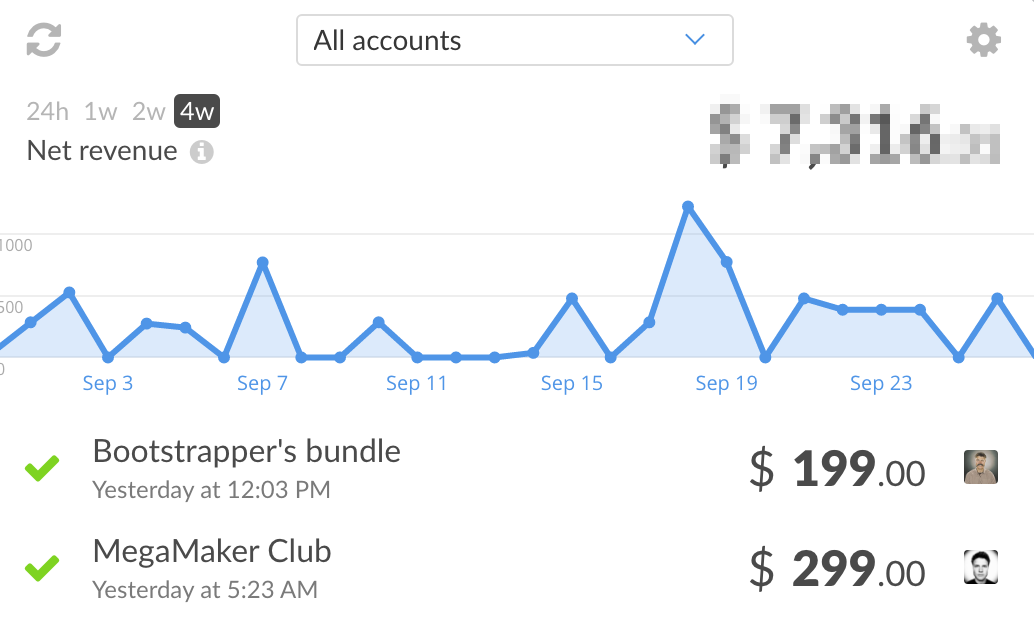 All accounts
24h 1w 2w 4w
Net revenue
$ 7,316
1000
500
0
Sep 3 Sep 7 Sep 11 Sep 15 Sep 19 Sep 23
Bootstrapper's bundle
$ 199.00
Yesterday at 12:03 PM
MegaMaker Club
$ 299.00
Yesterday at 5:23 AM